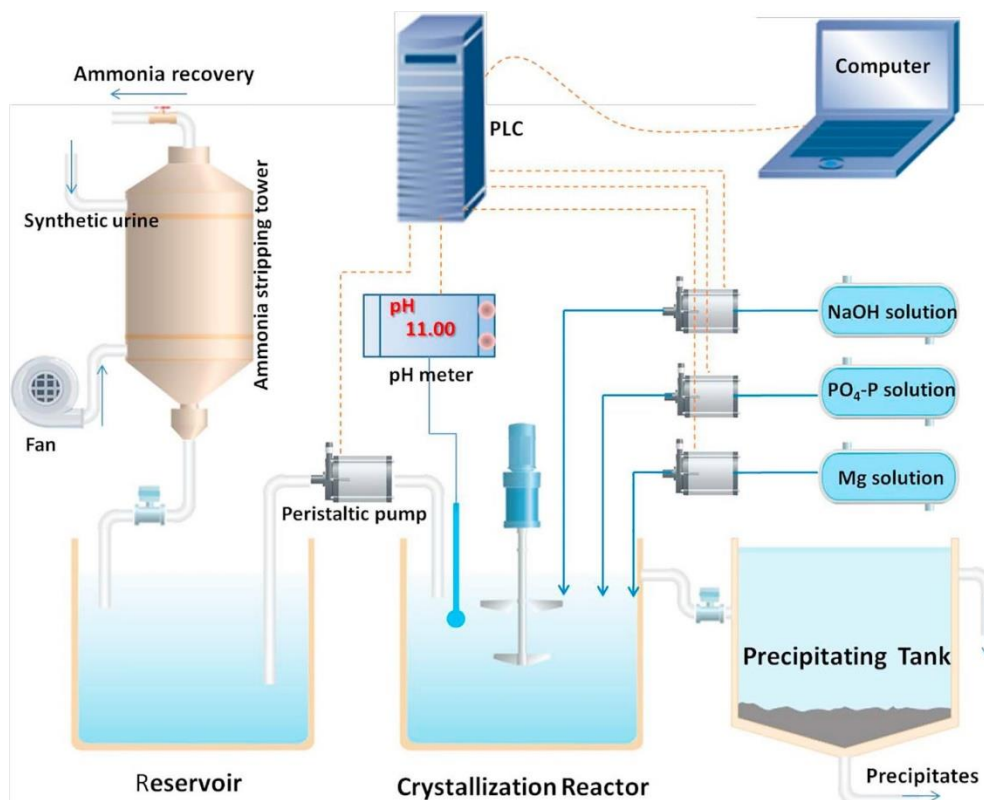 Ammonia recovery
Computer
PLC
Synthetic urine
Ammonia stripping tower
pH
11.00
pH meter
NaOH solution
PO₄-P solution
Mg solution
Fan
Peristaltic pump
Precipitating Tank
Reservoir
Crystallization Reactor
Precipitates